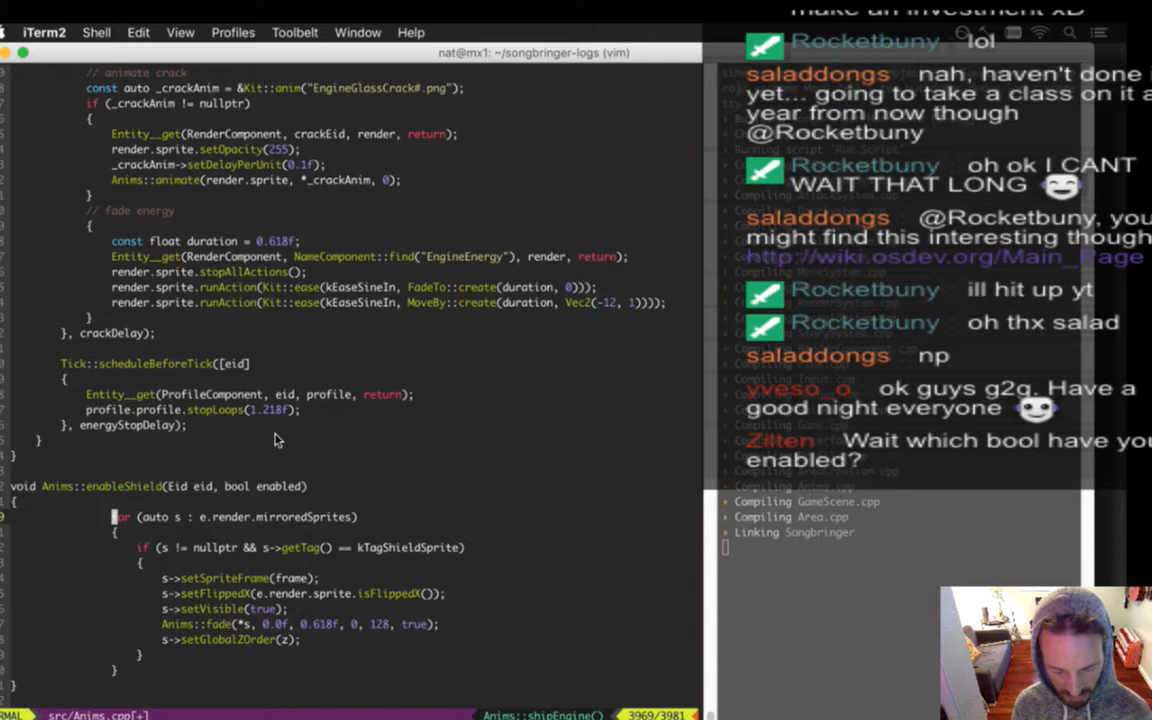 iTerm2 Shell Edit View Profiles Toolbelt Window Help
nat@mx1: ~/songbringer-logs (vim)
// animate crack
const auto _crackAnim = &Kit::anim("EngineGlassCrack#.png");
if (_crackAnim != nullptr)
{
Entity__get(RenderComponent, crackEid, render, return);
render.sprite.setOpacity(255);
_crackAnim->setDelayPerUnit(0.1f);
Anims::animate(render.sprite, *_crackAnim, 0);
}
// fade energy
{
const float duration = 0.618f;
Entity__get(RenderComponent, NameComponent::find("EngineEnergy"), render, return);
render.sprite.stopAllActions();
render.sprite.runAction(Kit::ease(kEaseSineIn, FadeTo::create(duration, 0)));
render.sprite.runAction(Kit::ease(kEaseSineIn, MoveBy::create(duration, Vec2(-12, 1))));
}
}, crackDelay);
Tick::scheduleBeforeTick([eid]
{
Entity__get(ProfileComponent, eid, profile, return);
profile.profile.stopLoops(1.218f);
}, energyStopDelay);
}
}
void Anims::enableShield(Eid eid, bool enabled)
{
for (auto s : e.render.mirroredSprites)
{
if (s != nullptr && s->getTag() == kTagShieldSprite)
{
s->setSpriteFrame(frame);
s->setFlippedX(e.render.sprite.isFlippedX());
s->setVisible(true);
Anims::fade(*s, 0.0f, 0.618f, 0, 128, true);
s->setGlobalZOrder(z);
}
}
}
src/Anims.cpp[+] Anims::shipEngine() 3969/3981
make an investment xD
Rocketbuny lol
saladdongs nah, haven't done i
yet... going to take a class on it a
year from now though
@Rocketbuny
Rocketbuny oh ok I CANT
WAIT THAT LONG
saladdongs @Rocketbuny, you
might find this interesting though
http://wiki.osdev.org/Main_Page
Rocketbuny ill hit up yt
Rocketbuny oh thx salad
saladdongs np
yveso_o ok guys g2g. Have a
good night everyone
Zilten Wait which bool have you
enabled?
Compiling GameScene.cpp
Compiling Area.cpp
Linking Songbringer